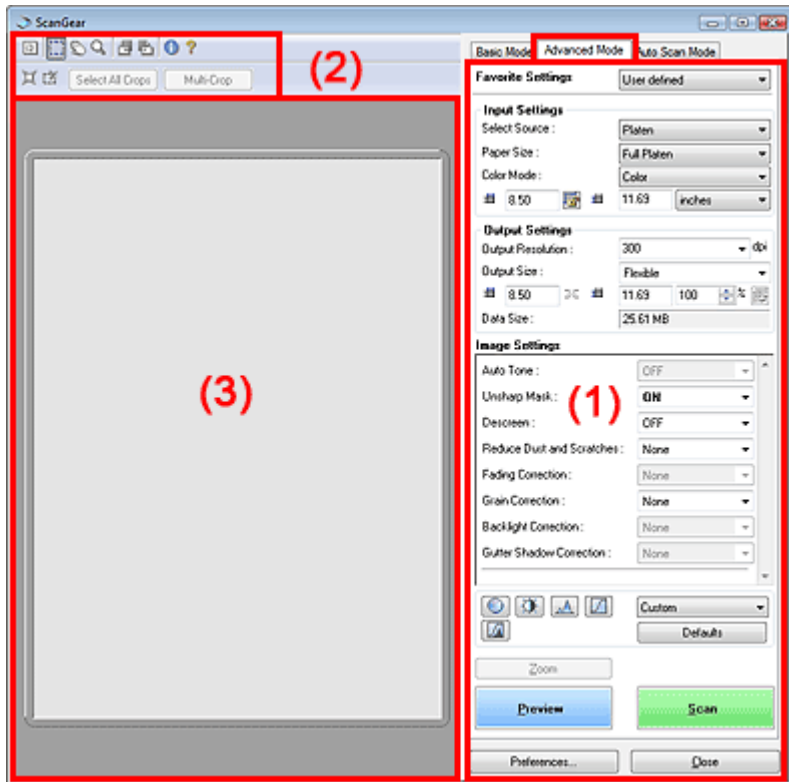 ScanGear
Basic Mode Advanced Mode Auto Scan Mode
(2)
Select All Crops Multi-Crop
Favorite Settings User defined
Input Settings
Select Source : Platen
Paper Size : Full Platen
Color Mode : Color
8.50 11.69 inches
Output Settings
Output Resolution : 300 dpi
Output Size : Flexible
8.50 11.69 100 %
Data Size : 25.61 MB
Image Settings
Auto Tone : OFF
(3)
Unsharp Mask : ON
(1)
Descreen : OFF
Reduce Dust and Scratches : None
Fading Correction : None
Grain Correction : None
Backlight Correction : None
Gutter Shadow Correction : None
Custom
Defaults
Zoom
Preview Scan
Preferences... Close